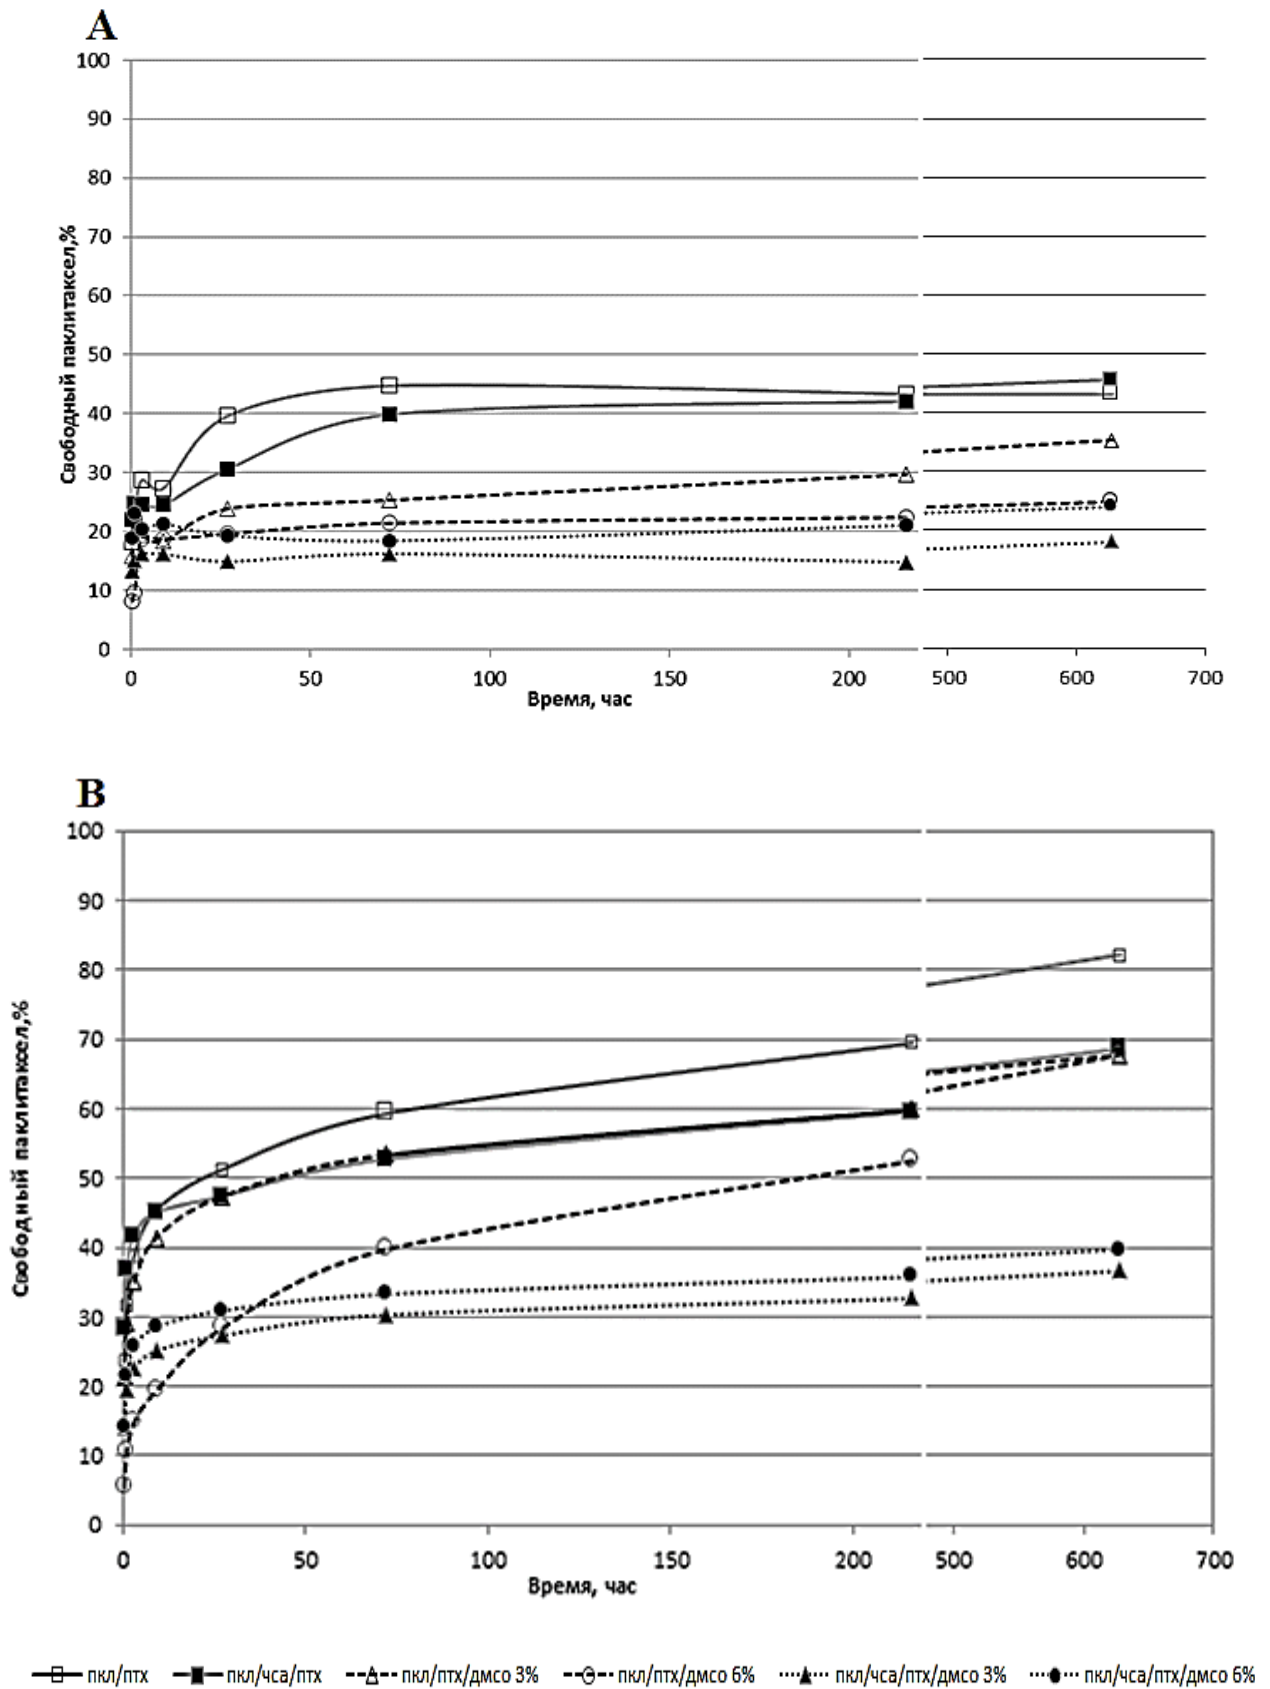 A
100
90
80
70
60
50
40
30
20
10
0
Свободный паклитаксел,%
0 50 100 150 200 500 600 700
Время, час
B
100
90
80
70
60
50
40
30
20
10
0
Свободный паклитаксел,%
0 50 100 150 200 500 600 700
Время, час
пкл/птх пкл/чса/птх пкл/птх/дмсо 3% пкл/птх/дмсо 6% пкл/чса/птх/дмсо 3% пкл/чса/птх/дмсо 6%